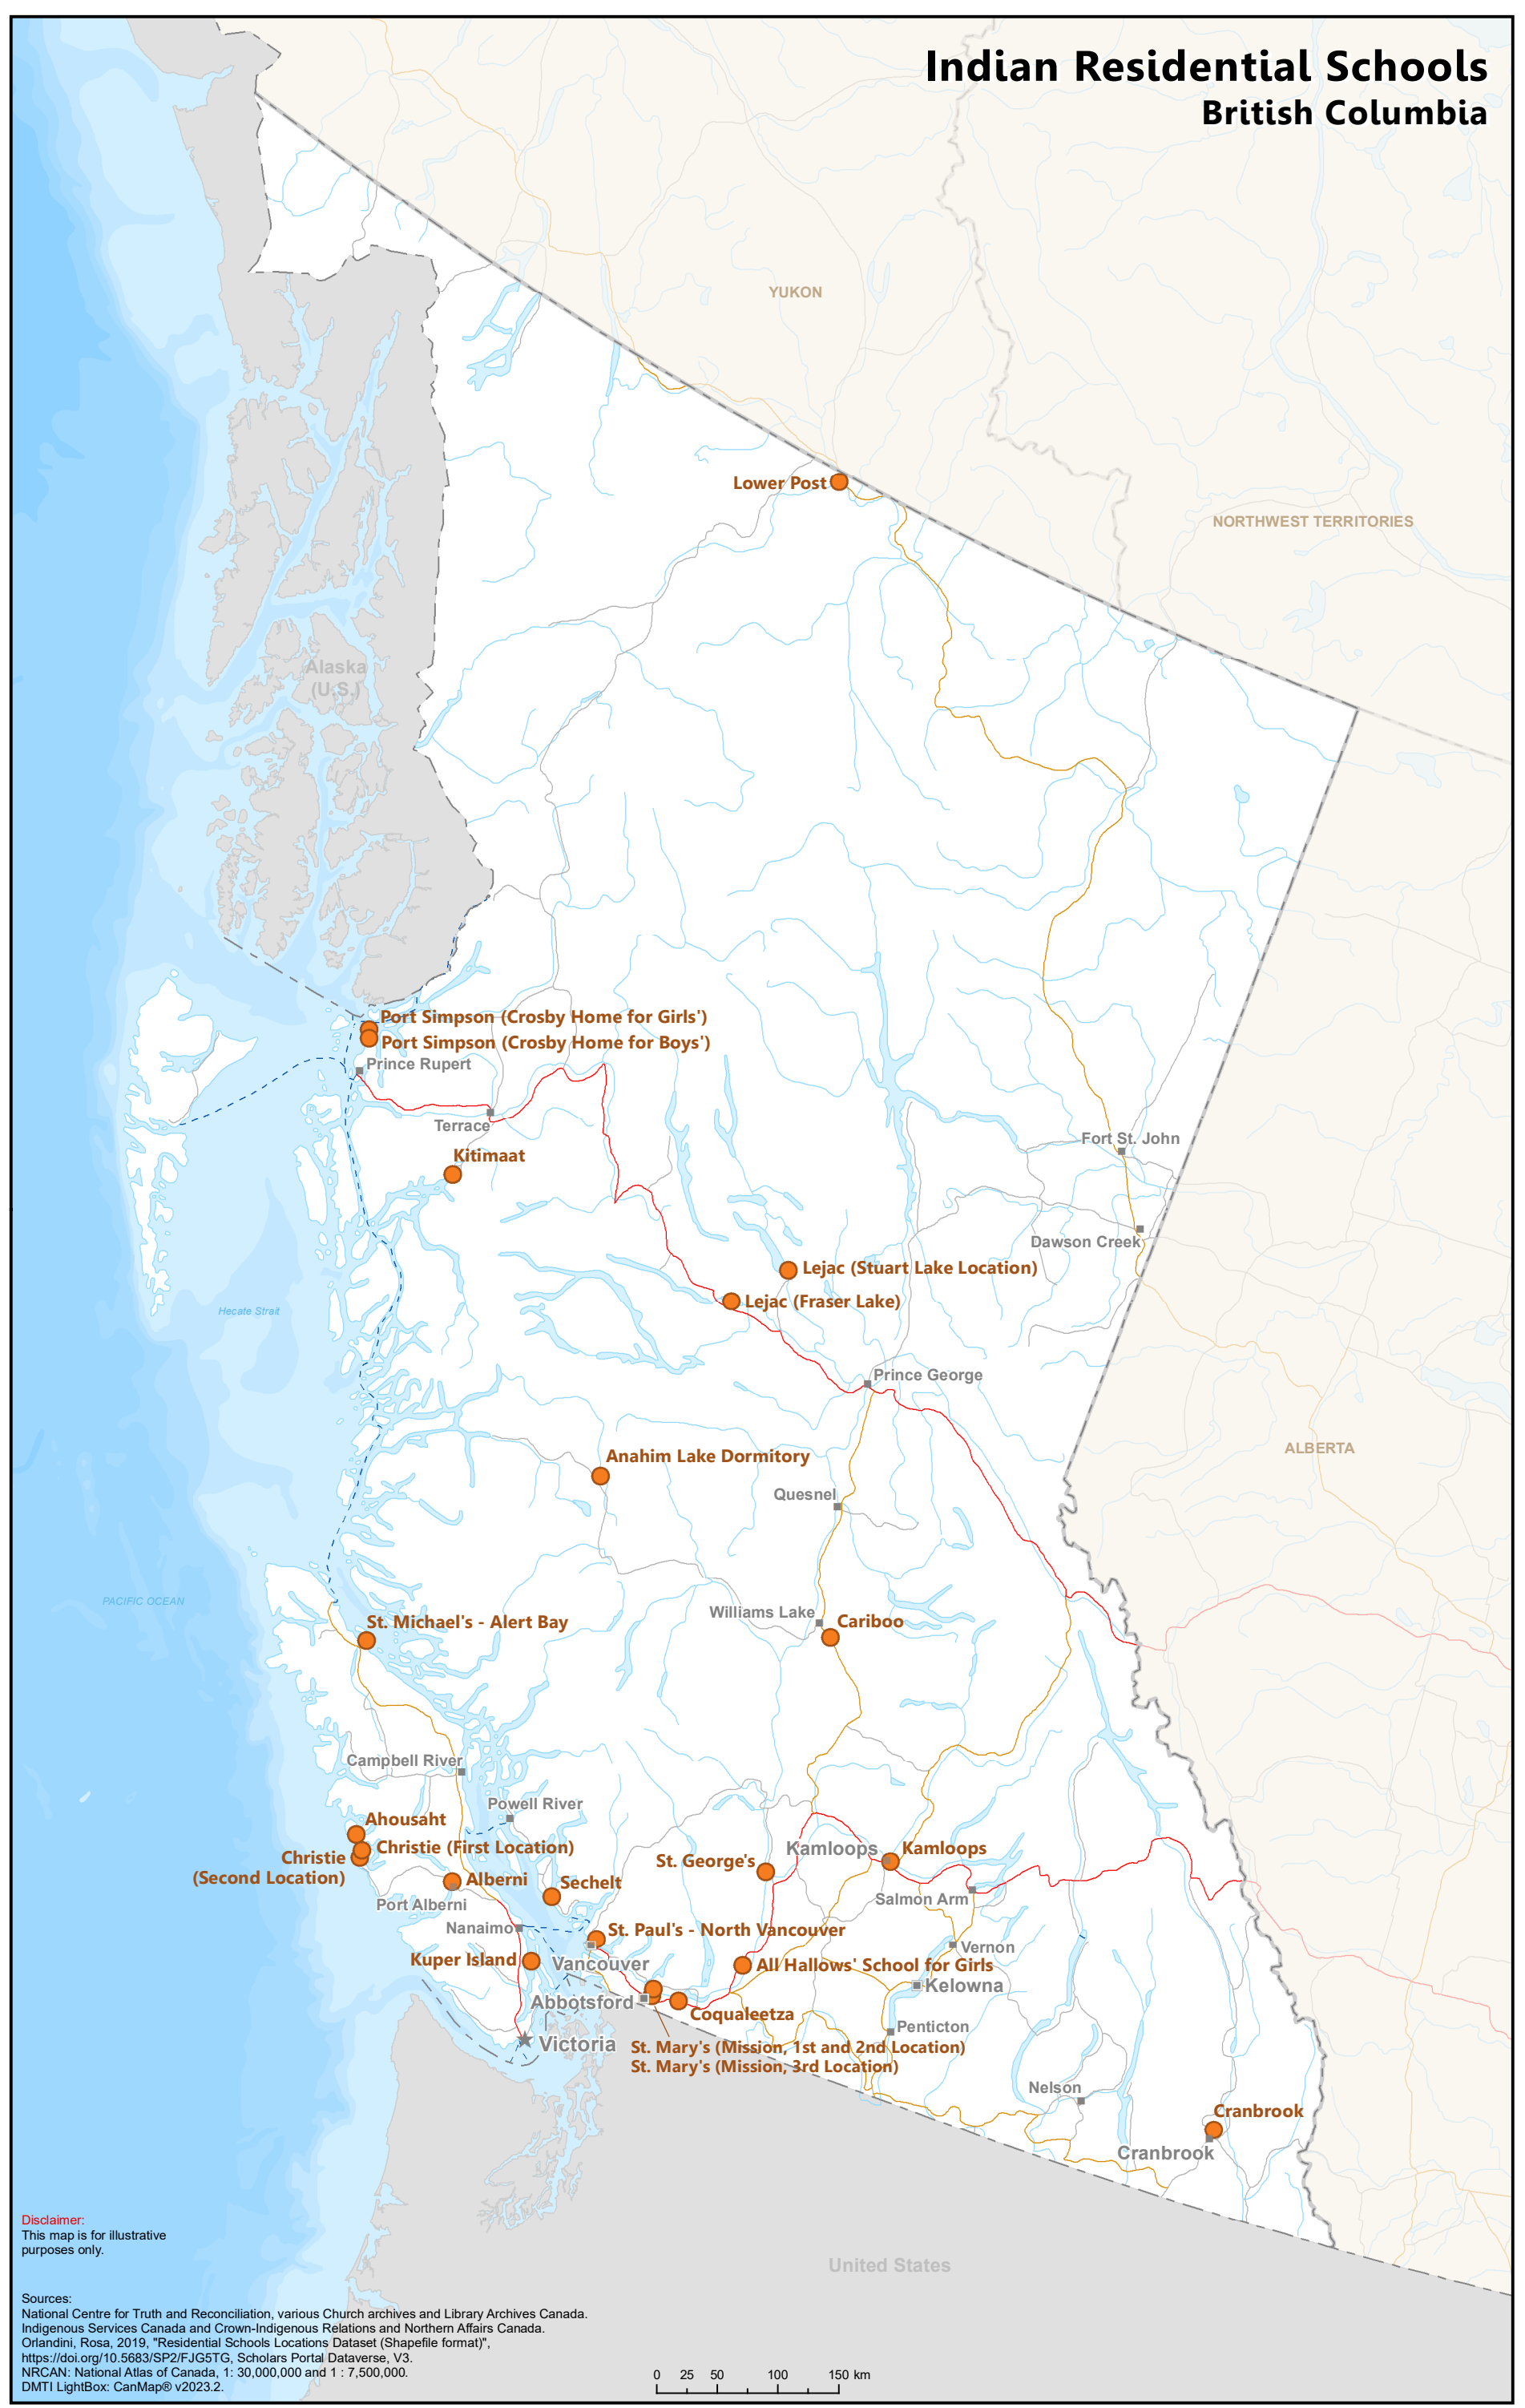 Indian Residential Schools
British Columbia
YUKON
Lower Post
NORTHWEST TERRITORIES
Alaska
(U.S.)
Port Simpson (Crosby Home for Girls')
Port Simpson (Crosby Home for Boys')
Prince Rupert
Terrace
Fort St. John
Kitimaat
Dawson Creek
Lejac (Stuart Lake Location)
Lejac (Fraser Lake)
Hecate Strait
Prince George
ALBERTA
Anahim Lake Dormitory
Quesnel
PACIFIC OCEAN
Williams Lake
Cariboo
St. Michael's - Alert Bay
Campbell River
Powell River
Ahousaht
Christie (First Location)
Christie
(Second Location)
Kamloops
Kamloops
St. George's
Alberni
Sechelt
Salmon Arm
Port Alberni
Nanaimo
St. Paul's - North Vancouver
Vernon
Kuper Island
Vancouver
All Hallows' School for Girls
Kelowna
Abbotsford
Coqualeetza
Penticton
Victoria
St. Mary's (Mission, 1st and 2nd Location)
St. Mary's (Mission, 3rd Location)
Nelson
Cranbrook
Cranbrook
United States
Disclaimer:
This map is for illustrative
purposes only.
Sources:
National Centre for Truth and Reconciliation, various Church archives and Library Archives Canada.
Indigenous Services Canada and Crown-Indigenous Relations and Northern Affairs Canada.
Orlandini, Rosa, 2019, "Residential Schools Locations Dataset (Shapefile format)",
https://doi.org/10.5683/SP2/FJG5TG, Scholars Portal Dataverse, V3.
NRCAN: National Atlas of Canada, 1: 30,000,000 and 1 : 7,500,000.
DMTI LightBox: CanMap® v2023.2.
0 25 50 100 150 km